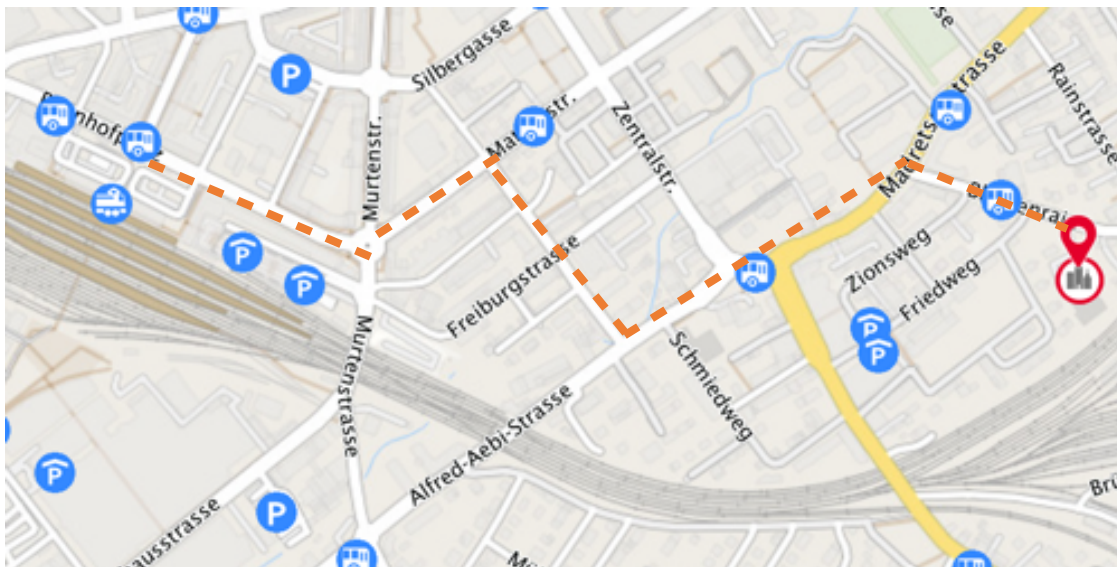 Silbergasse
Rainstrasse
Murtenstr.
Zentralstr.
Freiburgstrasse
Zionsweg
Friedweg
Murtenstrasse
Schmiedweg
Alfred-Aebi-Strasse
P
P
P
P
P
P
P